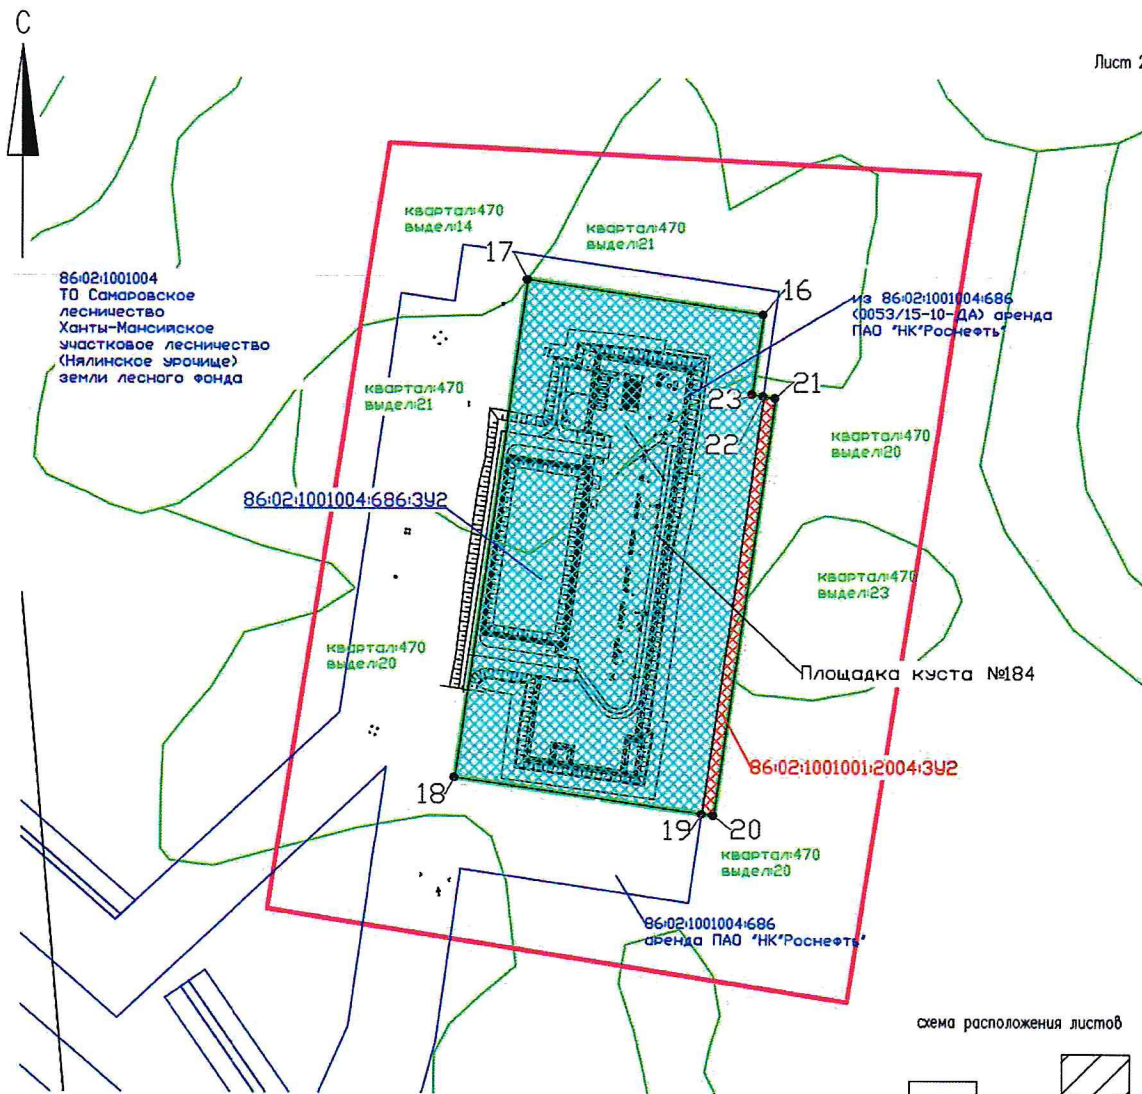 С
Лист 2
квартал:470
выдел:14
квартал:470
выдел:21
17
86:02:1001004
ТО Самаровское
лесничество
Ханты-Мансийское
участковое лесничество
(Нялинское урочище)
земли лесного фонда
16
из 86:02:1001004:686
(0053/15-10-ДА) аренда
ПАО "НК"Роснефть"
квартал:470
выдел:21
23
21
22
квартал:470
выдел:20
86:02:1001004:686:ЗУ2
квартал:470
выдел:23
квартал:470
выдел:20
Площадка куста №184
86:02:1001001:2004:ЗУ2
18
19
20
квартал:470
выдел:20
86:02:1001004:686
аренда ПАО "НК"Роснефть"
схема расположения листов